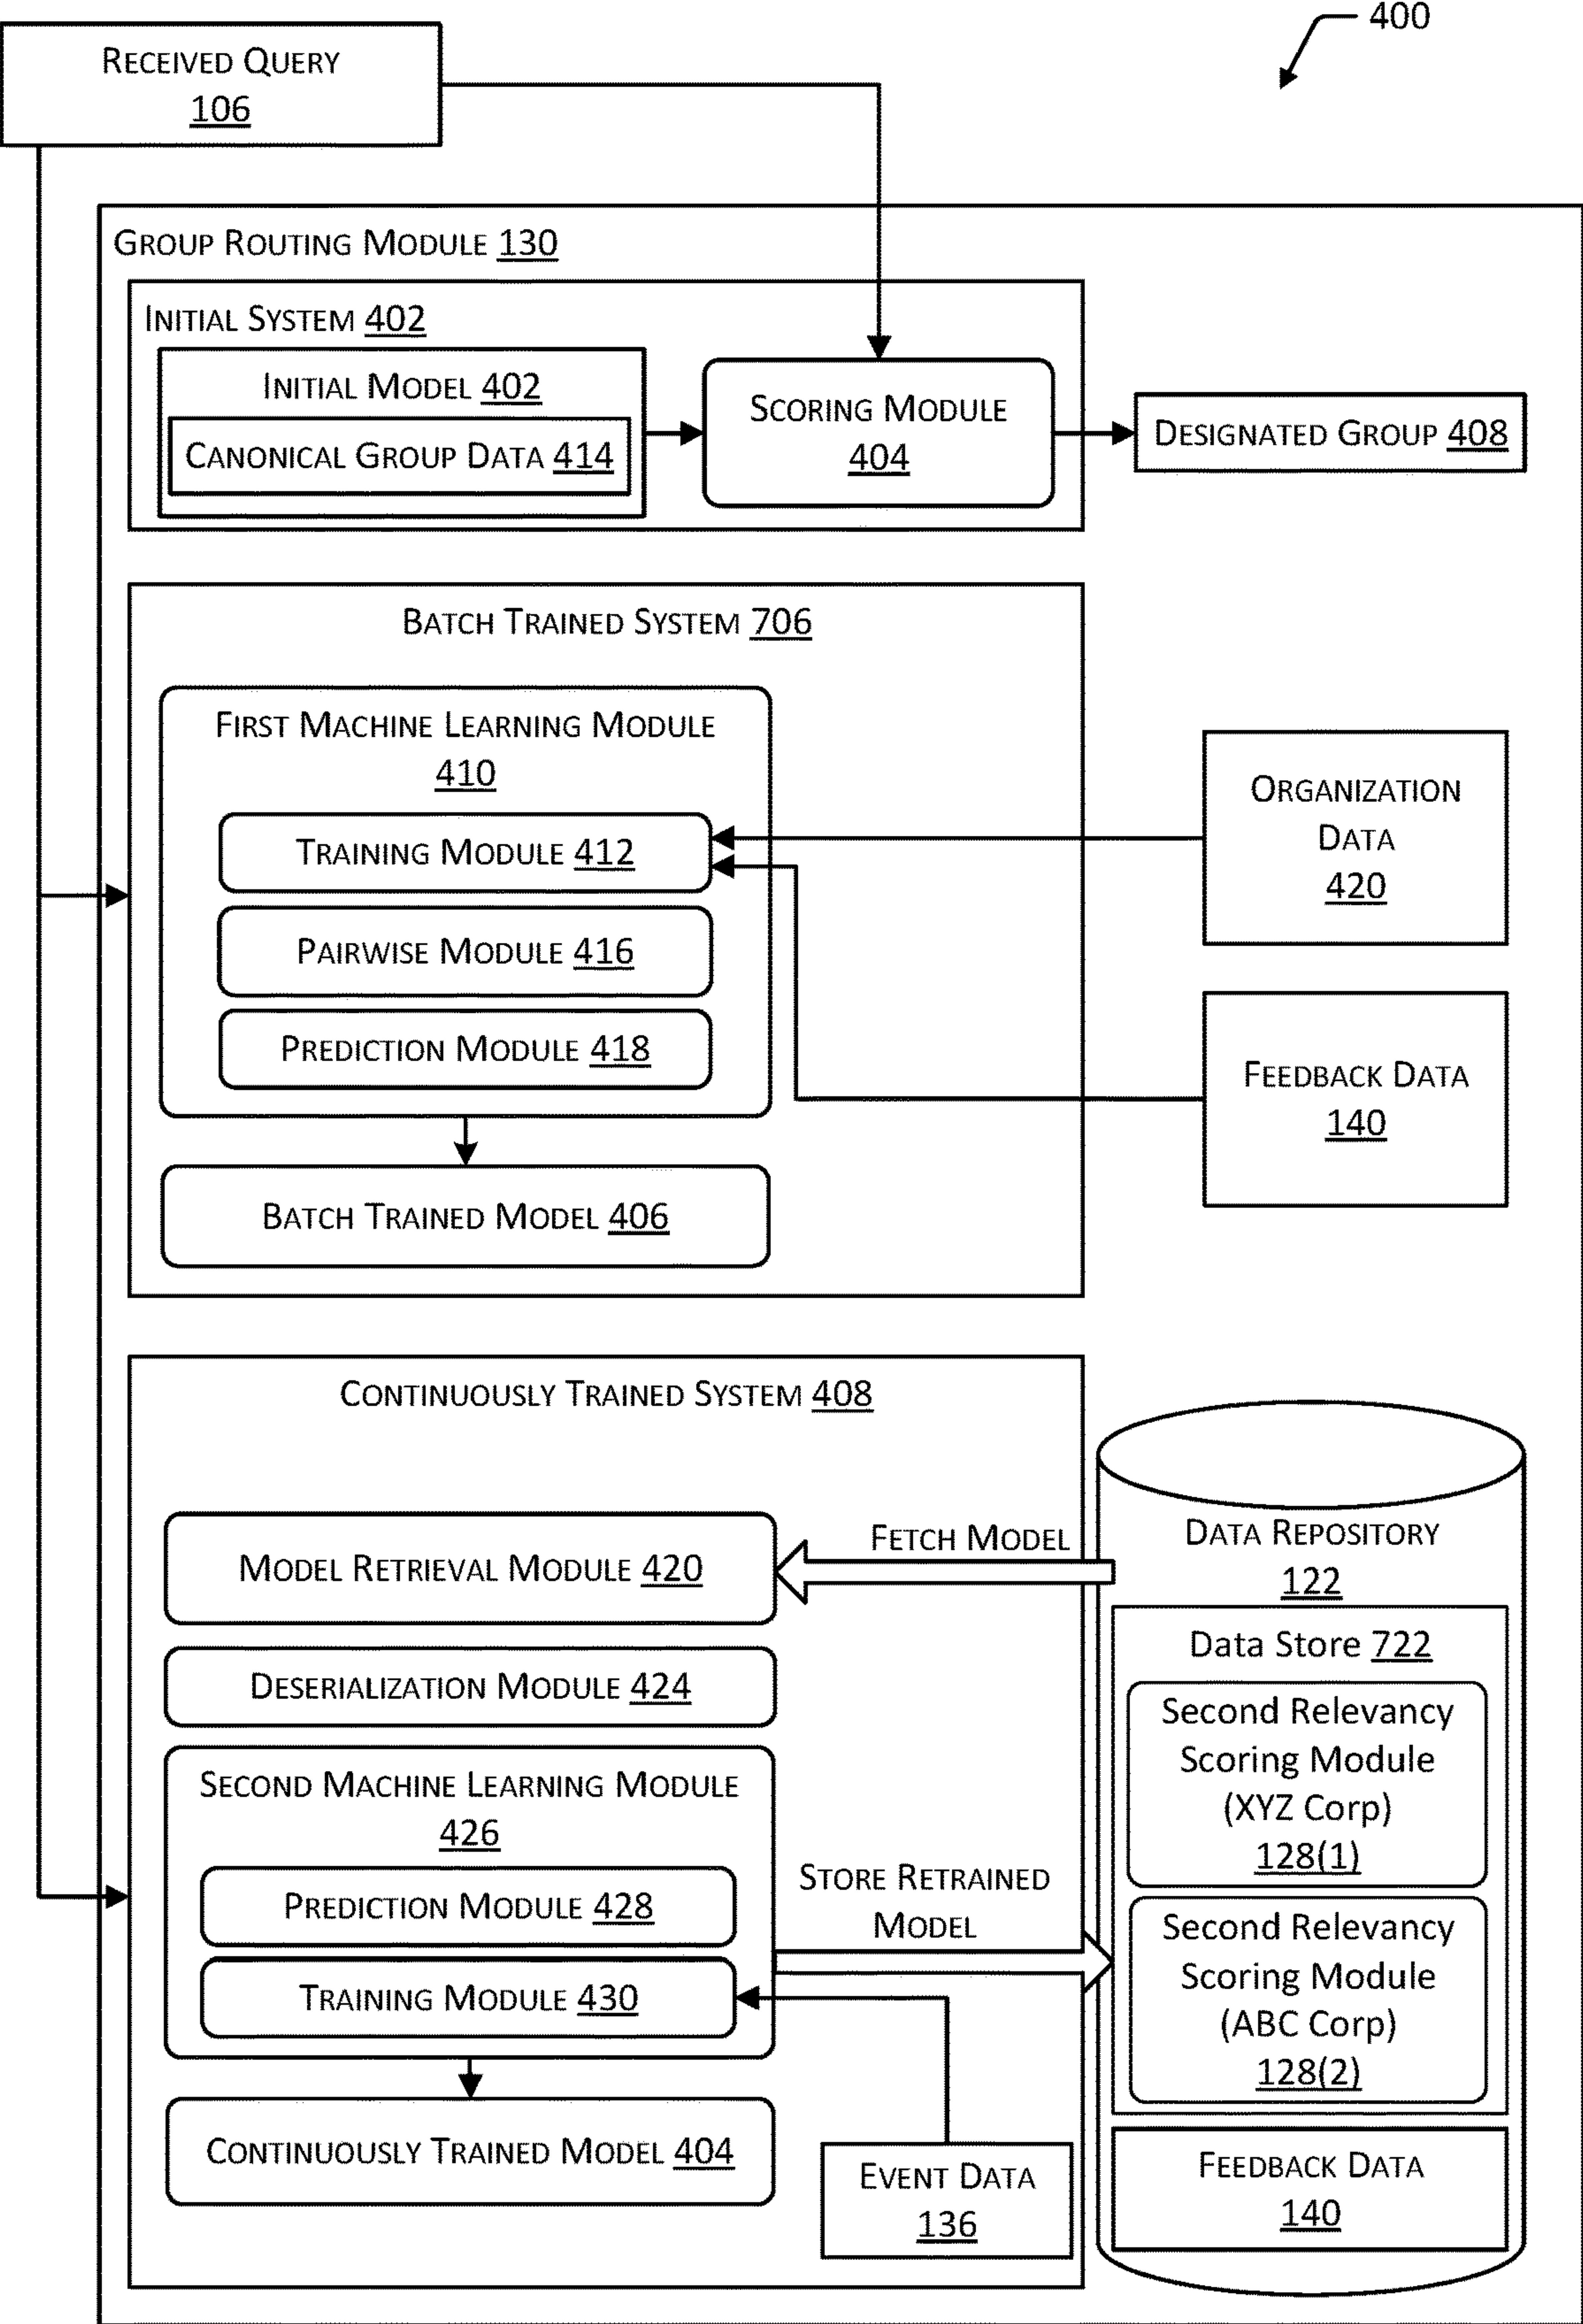 400
Received Query
106
Group Routing Module 130
Initial System 402
Initial Model 402
Canonical Group Data 414
Scoring Module
404
Designated Group 408
Batch Trained System 706
First Machine Learning Module
410
Training Module 412
Pairwise Module 416
Prediction Module 418
Batch Trained Model 406
Organization
Data
420
Feedback Data
140
Continuously Trained System 408
Model Retrieval Module 420
Fetch Model
Deserialization Module 424
Second Machine Learning Module
426
Prediction Module 428
Training Module 430
Store Retrained
Model
Continuously Trained Model 404
Event Data
136
Data Repository
122
Data Store 722
Second Relevancy
Scoring Module
(XYZ Corp)
128(1)
Second Relevancy
Scoring Module
(ABC Corp)
128(2)
Feedback Data
140